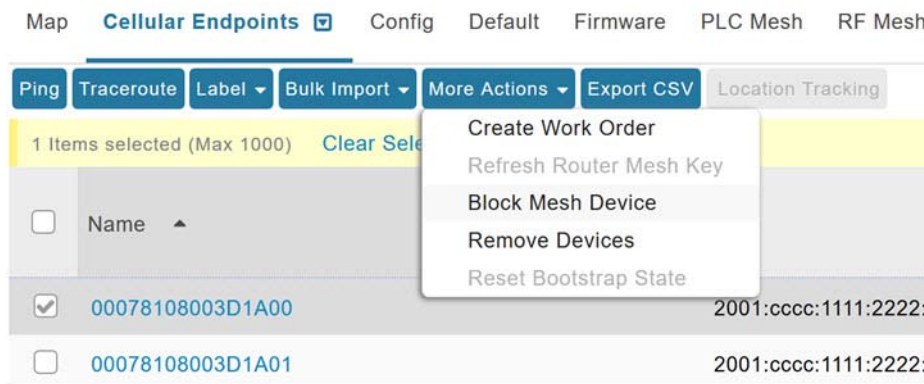 Map Cellular Endpoints Config Default Firmware PLC Mesh RF Mesh
Ping Traceroute Label Bulk Import More Actions Export CSV Location Tracking
1 Items selected (Max 1000) Clear Sele
Create Work Order
Refresh Router Mesh Key
Block Mesh Device
Remove Devices
Reset Bootstrap State
Name
00078108003D1A00 2001:cccc:1111:2222:
00078108003D1A01 2001:cccc:1111:2222: